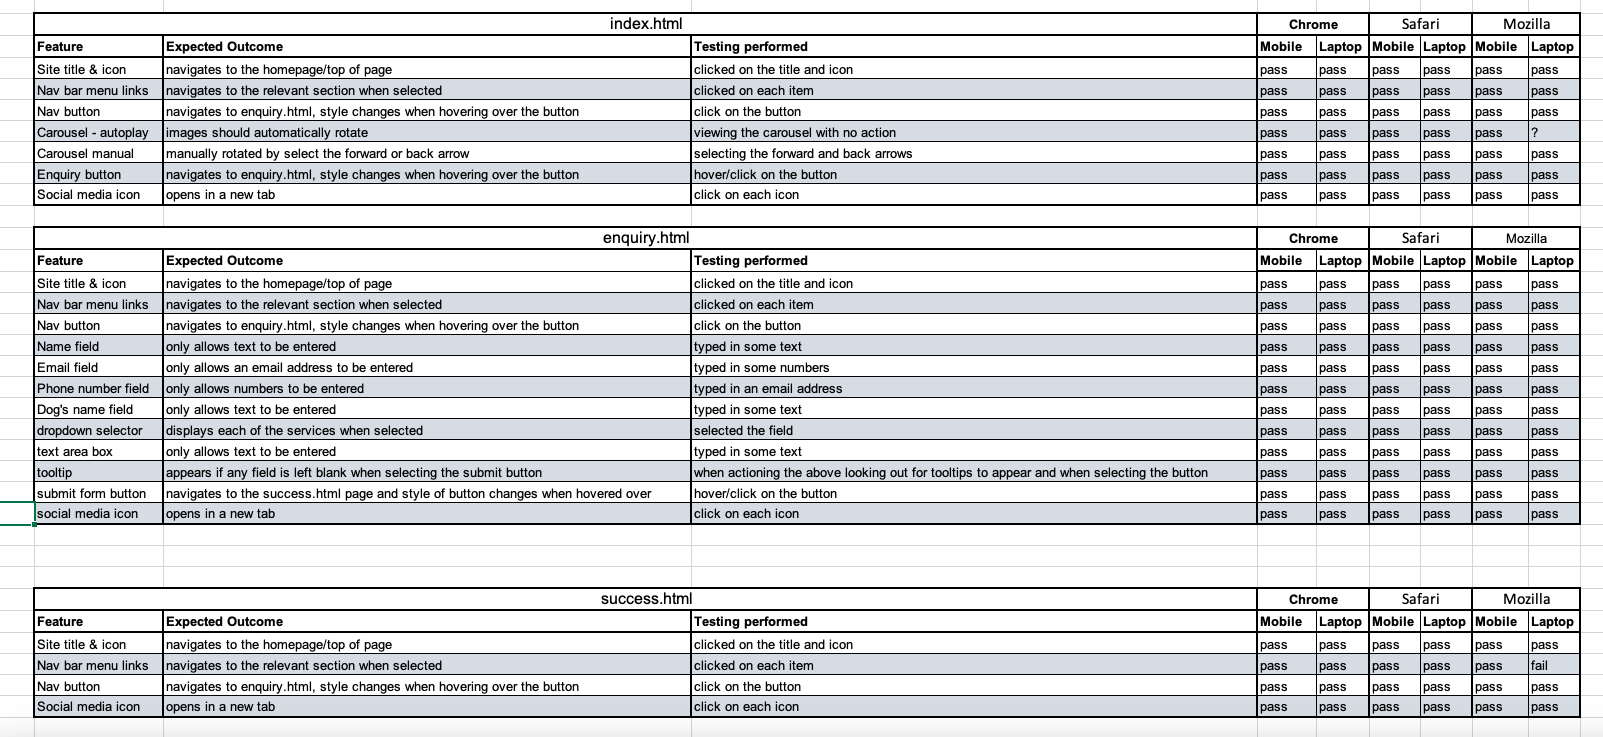 index.html Chrome Safari Mozilla
Feature Expected Outcome Testing performed Mobile Laptop Mobile Laptop Mobile Laptop
Site title & icon navigates to the homepage/top of page clicked on the title and icon pass pass pass pass pass pass
Nav bar menu links navigates to the relevant section when selected clicked on each item pass pass pass pass pass pass
Nav button navigates to enquiry.html, style changes when hovering over the button click on the button pass pass pass pass pass pass
Carousel - autoplay images should automatically rotate viewing the carousel with no action pass pass pass pass pass ?
Carousel manual manually rotated by select the forward or back arrow selecting the forward and back arrows pass pass pass pass pass pass
Enquiry button navigates to enquiry.html, style changes when hovering over the button hover/click on the button pass pass pass pass pass pass
Social media icon opens in a new tab click on each icon pass pass pass pass pass pass
enquiry.html Chrome Safari Mozilla
Feature Expected Outcome Testing performed Mobile Laptop Mobile Laptop Mobile Laptop
Site title & icon navigates to the homepage/top of page clicked on the title and icon pass pass pass pass pass pass
Nav bar menu links navigates to the relevant section when selected clicked on each item pass pass pass pass pass pass
Nav button navigates to enquiry.html, style changes when hovering over the button click on the button pass pass pass pass pass pass
Name field only allows text to be entered typed in some text pass pass pass pass pass pass
Email field only allows an email address to be entered typed in some numbers pass pass pass pass pass pass
Phone number field only allows numbers to be entered typed in an email address pass pass pass pass pass pass
Dog's name field only allows text to be entered typed in some text pass pass pass pass pass pass
dropdown selector displays each of the services when selected selected the field pass pass pass pass pass pass
text area box only allows text to be entered typed in some text pass pass pass pass pass pass
tooltip appears if any field is left blank when selecting the submit button when actioning the above looking out for tooltips to appear and when selecting the button pass pass pass pass pass pass
submit form button navigates to the success.html page and style of button changes when hovered over hover/click on the button pass pass pass pass pass pass
social media icon opens in a new tab click on each icon pass pass pass pass pass pass
success.html Chrome Safari Mozilla
Feature Expected Outcome Testing performed Mobile Laptop Mobile Laptop Mobile Laptop
Site title & icon navigates to the homepage/top of page clicked on the title and icon pass pass pass pass pass pass
Nav bar menu links navigates to the relevant section when selected clicked on each item pass pass pass pass pass fail
Nav button navigates to enquiry.html, style changes when hovering over the button click on the button pass pass pass pass pass pass
Social media icon opens in a new tab click on each icon pass pass pass pass pass pass